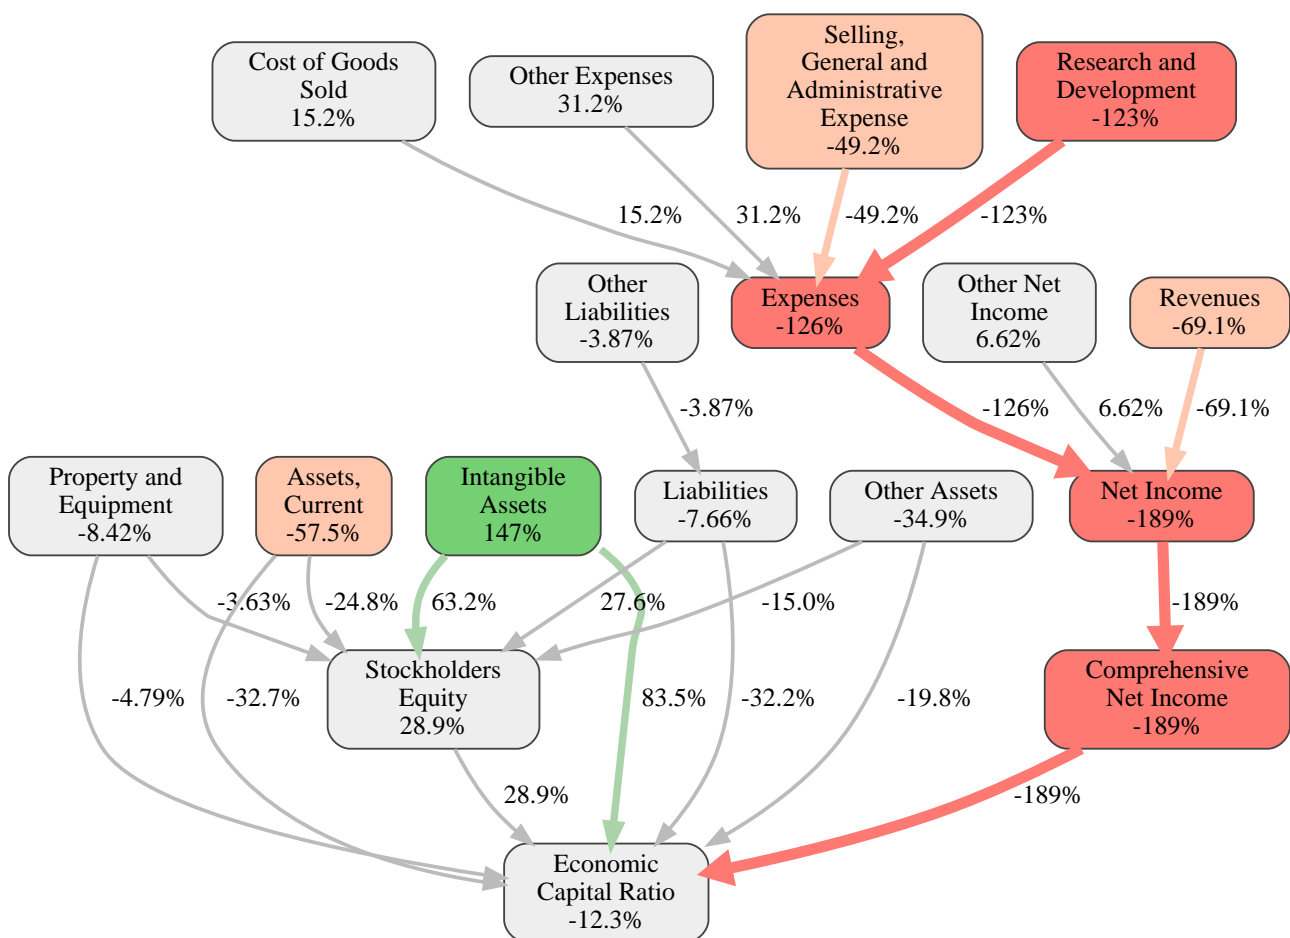 Cost of Goods
Sold
15.2%
Other Expenses
31.2%
Selling,
General and
Administrative
Expense
-49.2%
Research and
Development
-123%
15.2%
31.2%
-49.2%
-123%
Other
Liabilities
-3.87%
Expenses
-126%
Other Net
Income
6.62%
Revenues
-69.1%
-3.87%
-126%
6.62%
-69.1%
Property and
Equipment
-8.42%
Assets,
Current
-57.5%
Intangible
Assets
147%
Liabilities
-7.66%
Other Assets
-34.9%
Net Income
-189%
-3.63%
-24.8%
63.2%
27.6%
-15.0%
-189%
Stockholders
Equity
28.9%
Comprehensive
Net Income
-189%
-4.79%
-32.7%
83.5%
-32.2%
-19.8%
28.9%
-189%
Economic
Capital Ratio
-12.3%